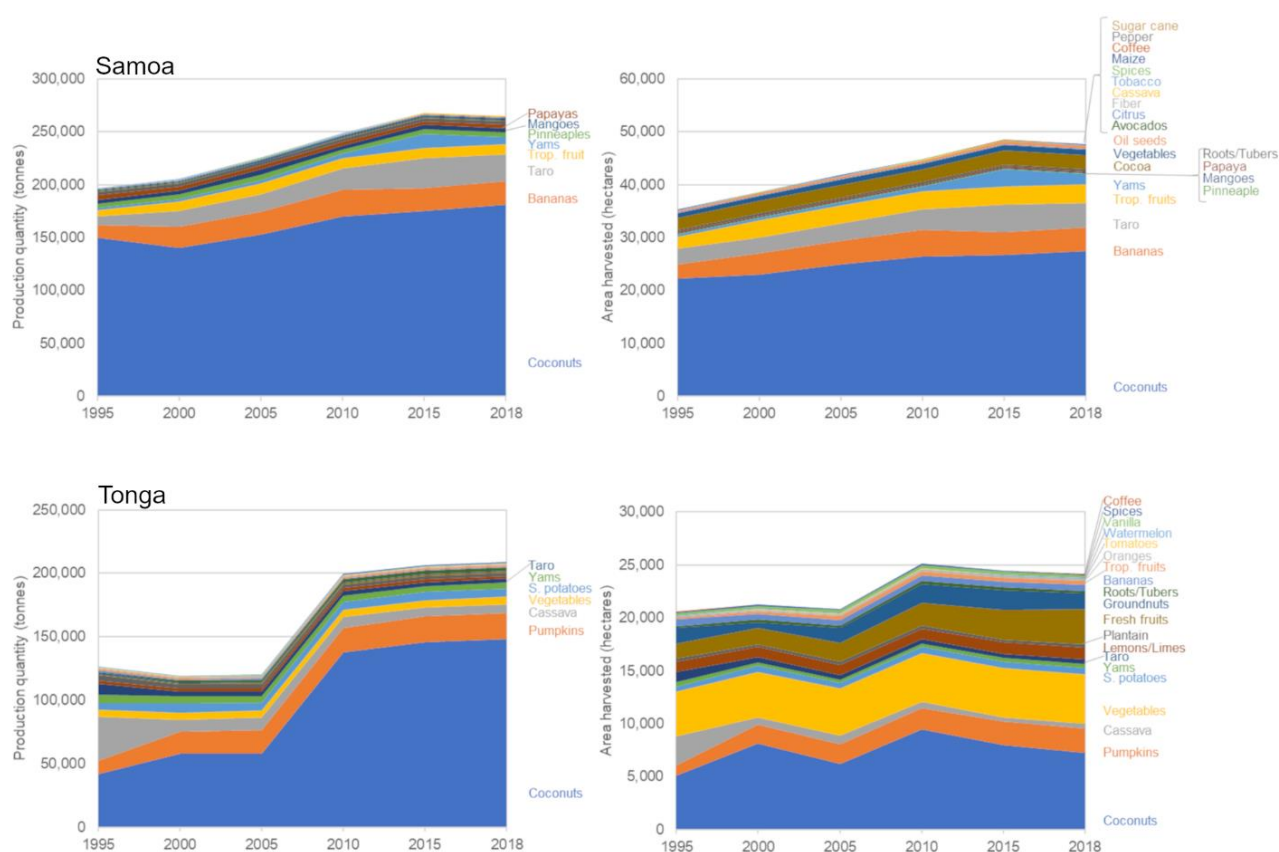 Samoa
Production quantity (tonnes)
300,000
250,000
200,000
150,000
100,000
50,000
0
1995 2000 2005 2010 2015 2018
Papayas
Mangoes
Pineaples
Yams
Trop. fruit
Taro
Bananas
Coconuts
Area harvested (hectares)
60,000
50,000
40,000
30,000
20,000
10,000
0
1995 2000 2005 2010 2015 2018
Sugar cane
Pepper
Coffee
Maize
Spices
Tobacco
Cassava
Fiber
Citrus
Avocados
Oil seeds
Vegetables
Cocoa
Yams
Trop. fruits
Taro
Bananas
Coconuts
Roots/Tubers
Papaya
Mangoes
Pineaple
Tonga
Production quantity (tonnes)
250,000
200,000
150,000
100,000
50,000
0
1995 2000 2005 2010 2015 2018
Taro
Yams
S. potatoes
Vegetables
Cassava
Pumpkins
Coconuts
Area harvested (hectares)
30,000
25,000
20,000
15,000
10,000
5,000
0
1995 2000 2005 2010 2015 2018
Coffee
Spices
Vanilla
Watermelon
Tomatoes
Oranges
Trop. fruits
Bananas
Roots/Tubers
Groundnuts
Fresh fruits
Plantain
Lemons/Limes
Taro
Yams
S. potatoes
Vegetables
Cassava
Pumpkins
Coconuts